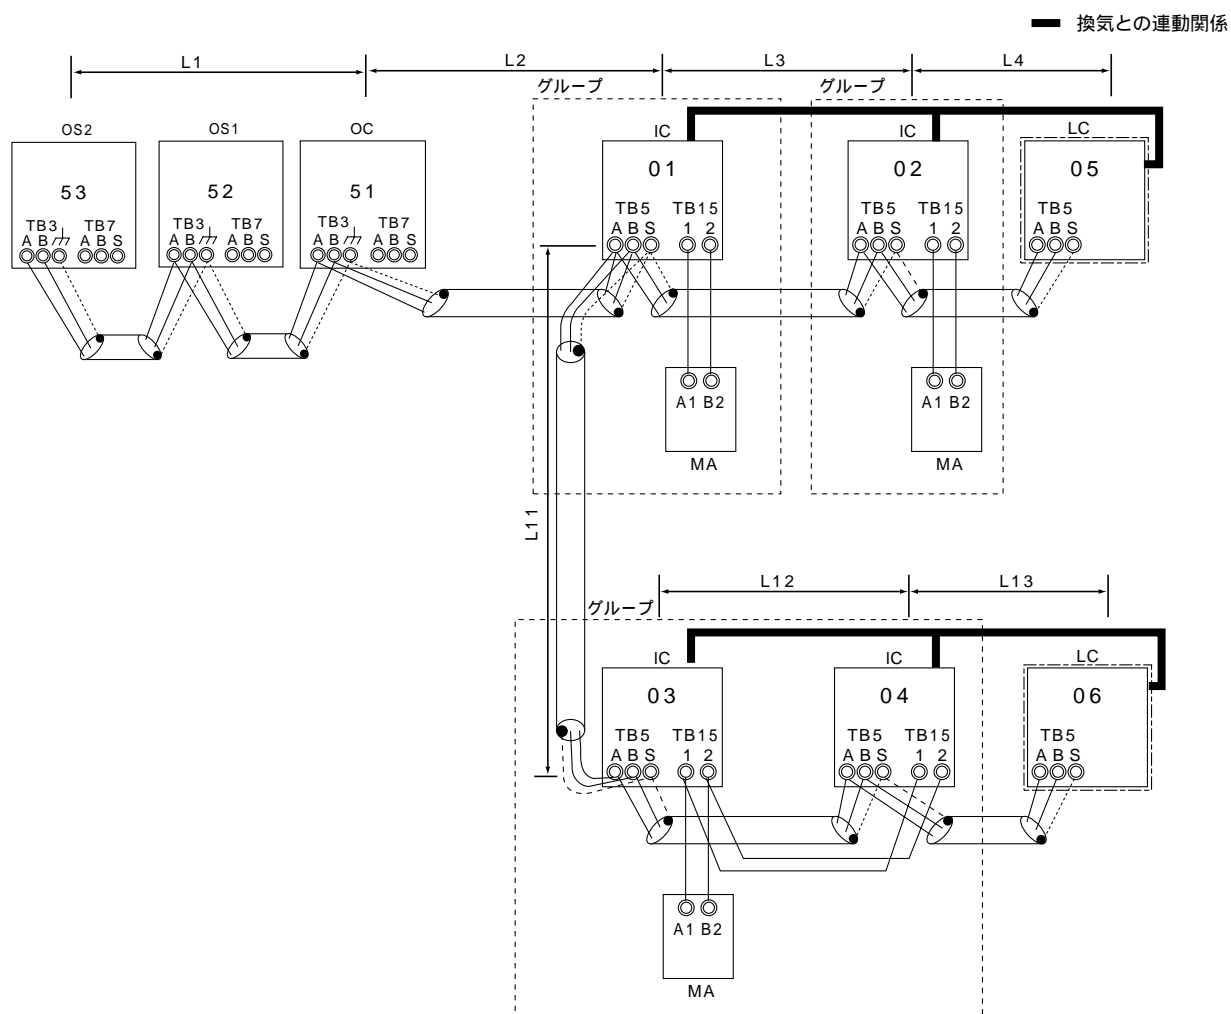 換気との連動関係
L1 L2 L3 L4
グループ グループ
OS2 OS1 OC IC IC LC
53 52 51 01 02 05
TB3 TB7 TB3 TB7 TB3 TB7 TB5 TB15 TB5 TB15 TB5
A B A B S A B A B S A B A B S A B S 1 2 A B S 1 2 A B S
A1 B2 A1 B2
MA MA
L11
L12 L13
グループ
IC IC LC
03 04 06
TB5 TB15 TB5 TB15 TB5
A B S 1 2 A B S 1 2 A B S
A1 B2
MA